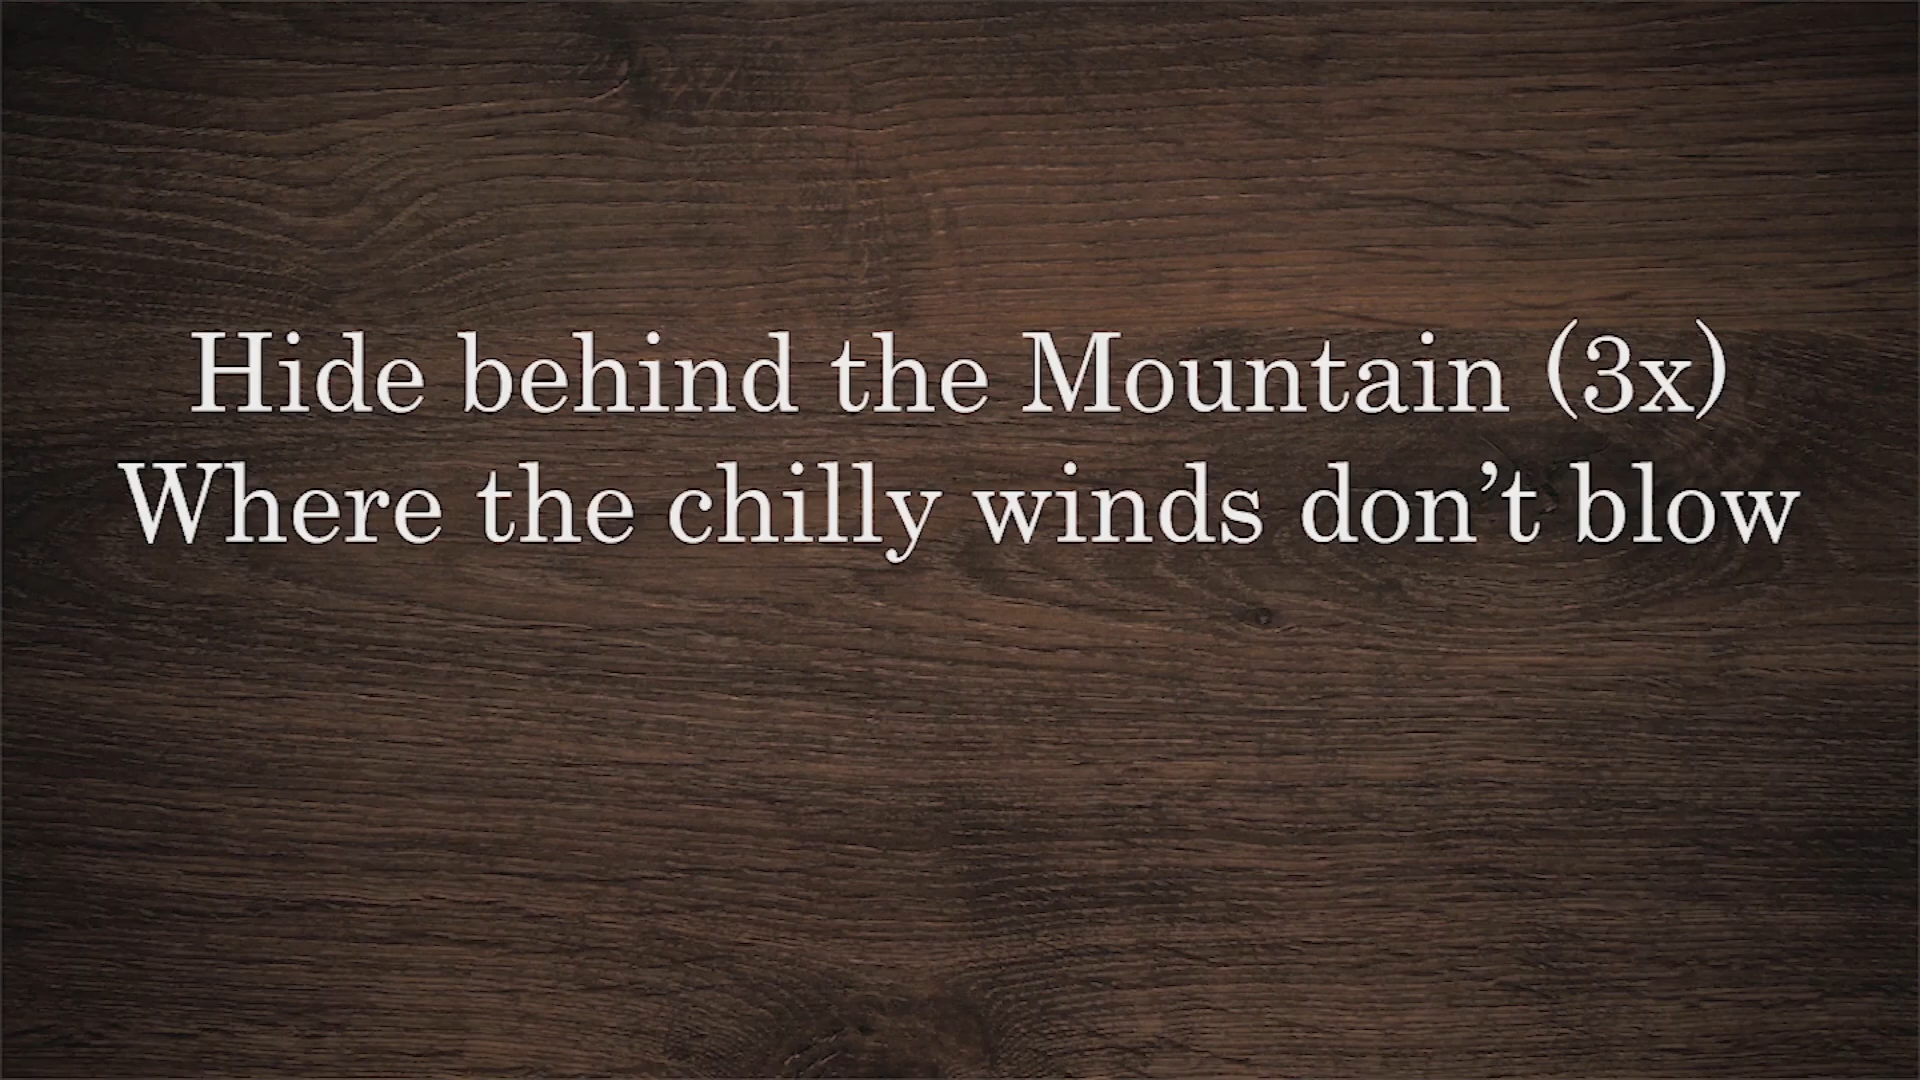 Hide behind the Mountain (3x)
Where the chilly winds don’t blow